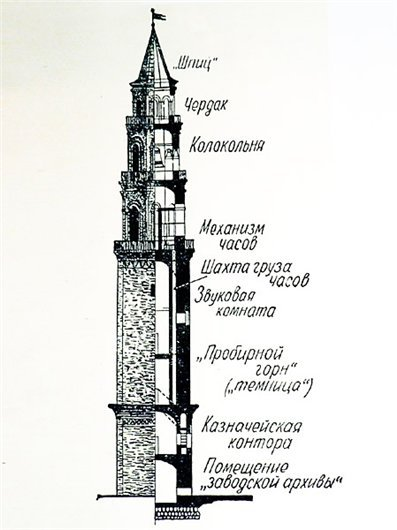 „Шпиц"
Чердак
Колокольня
Механизм
часов
Шахта груза
часов
Звуковая
комната
„Пробирной
горн"
(„темница")
Казначейская
контора
Помещение
„заводской архивы"